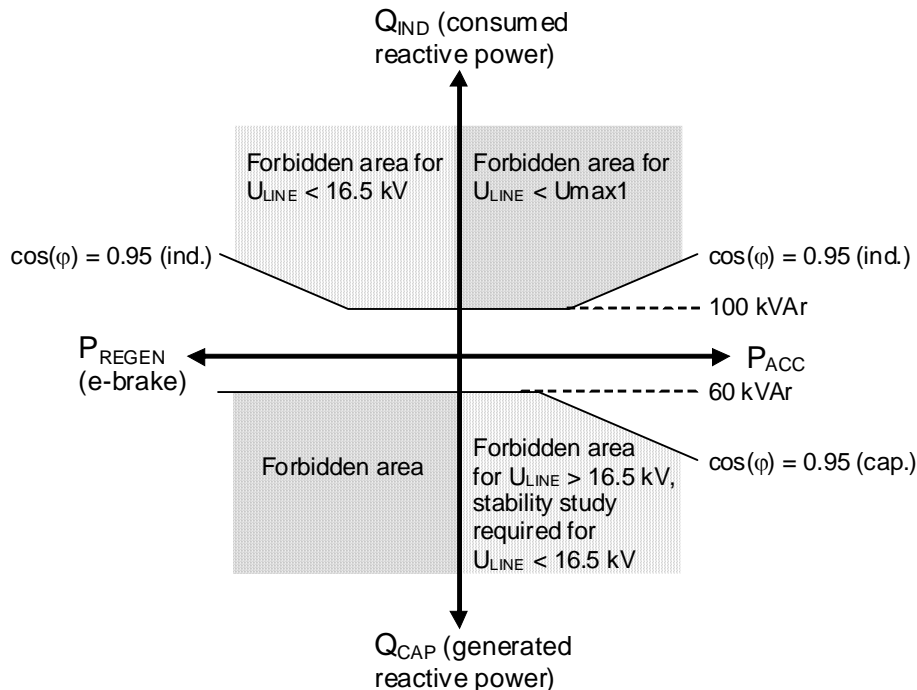 Q_IND (consumed
reactive power)
Forbidden area for
U_LINE < 16.5 kV
Forbidden area for
U_LINE < Umax1
cos(φ) = 0.95 (ind.)
cos(φ) = 0.95 (ind.)
100 kVAr
P_REGEN
(e-brake)
P_ACC
60 kVAr
Forbidden area
Forbidden area
for U_LINE > 16.5 kV,
stability study
required for
U_LINE < 16.5 kV
cos(φ) = 0.95 (cap.)
Q_CAP (generated
reactive power)